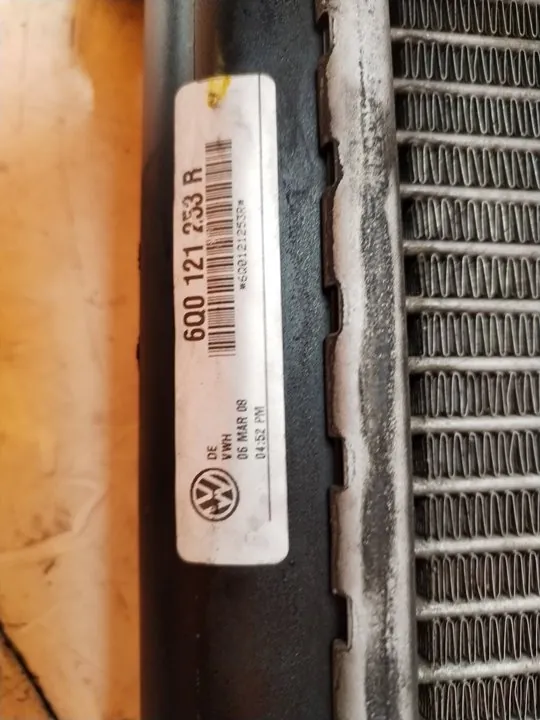 6Q0 121 253 R
*6Q0121253R*
DE
VWH
06 MAR 08
04:52 PM